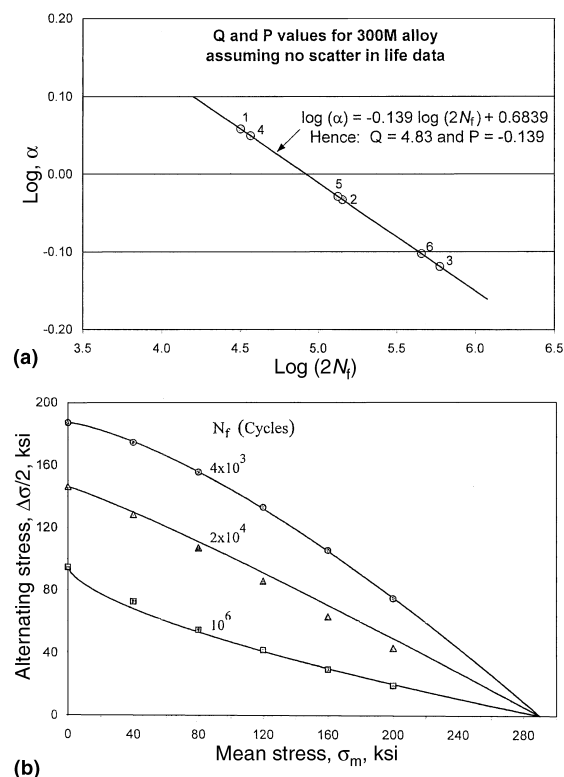 Q and P values for 300M alloy
assuming no scatter in life data
log (α) = -0.139 log (2Nf) + 0.6839
Hence: Q = 4.83 and P = -0.139
0.20
0.10
0.00
-0.10
-0.20
Log, α
1
4
5
2
6
3
3.5 4.0 4.5 5.0 5.5 6.0 6.5
Log (2Nf)
(a)
200
160
120
80
40
0
Alternating stress, Δσ/2, ksi
Nf (Cycles)
4x10³
2x10⁴
10⁶
0 40 80 120 160 200 240 280
Mean stress, σm, ksi
(b)